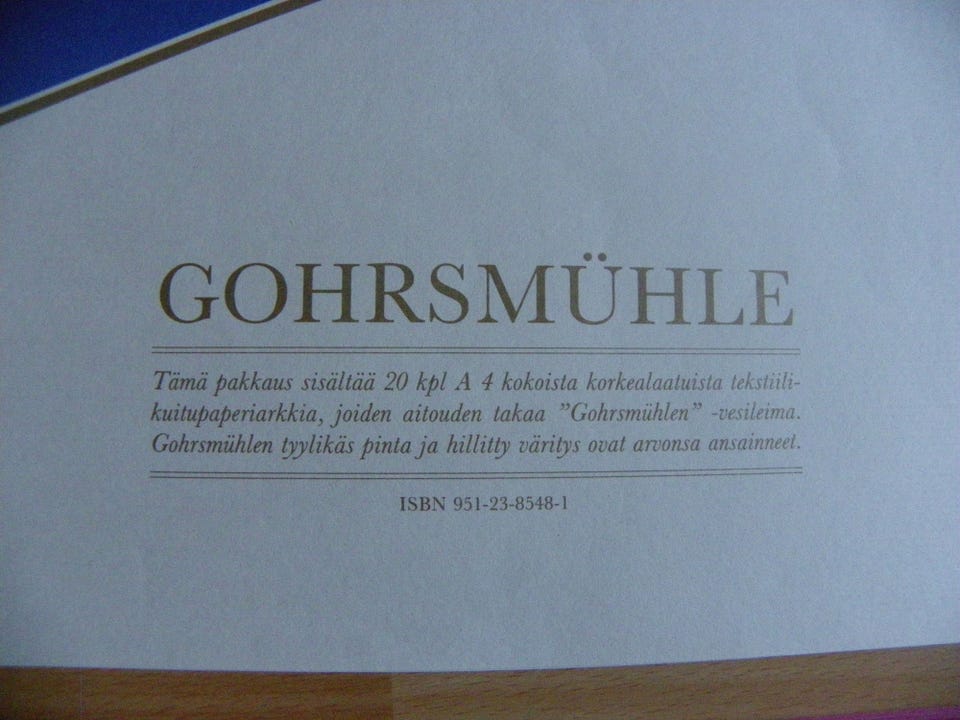 GOHRSMÜHLE
Tämä pakkaus sisältää 20 kpl A 4 kokoista korkealaatuista tekstiili-
kuitupaperiarkkia, joiden aitouden takaa ”Gohrsmühlen” -vesileima.
Gohrsmühlen tyylikäs pinta ja hillitty väritys ovat arvonsa ansainneet.
ISBN 951-23-8548-1